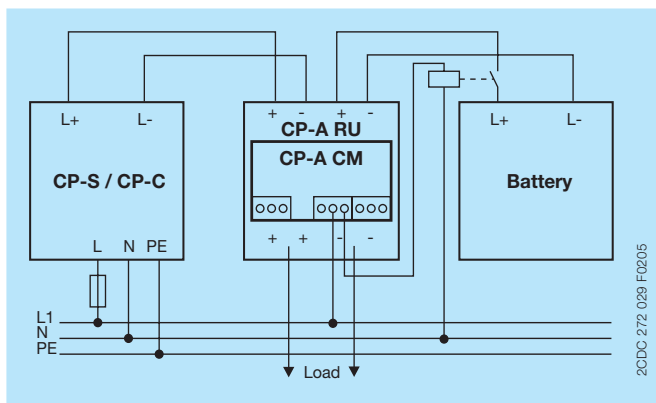 + - + -
L+ L- CP-A RU L+ L-
CP-A CM
CP-S / CP-C Battery
+ + - -
L N PE
L1
N
PE
Load
2CDC 272 029 F0205